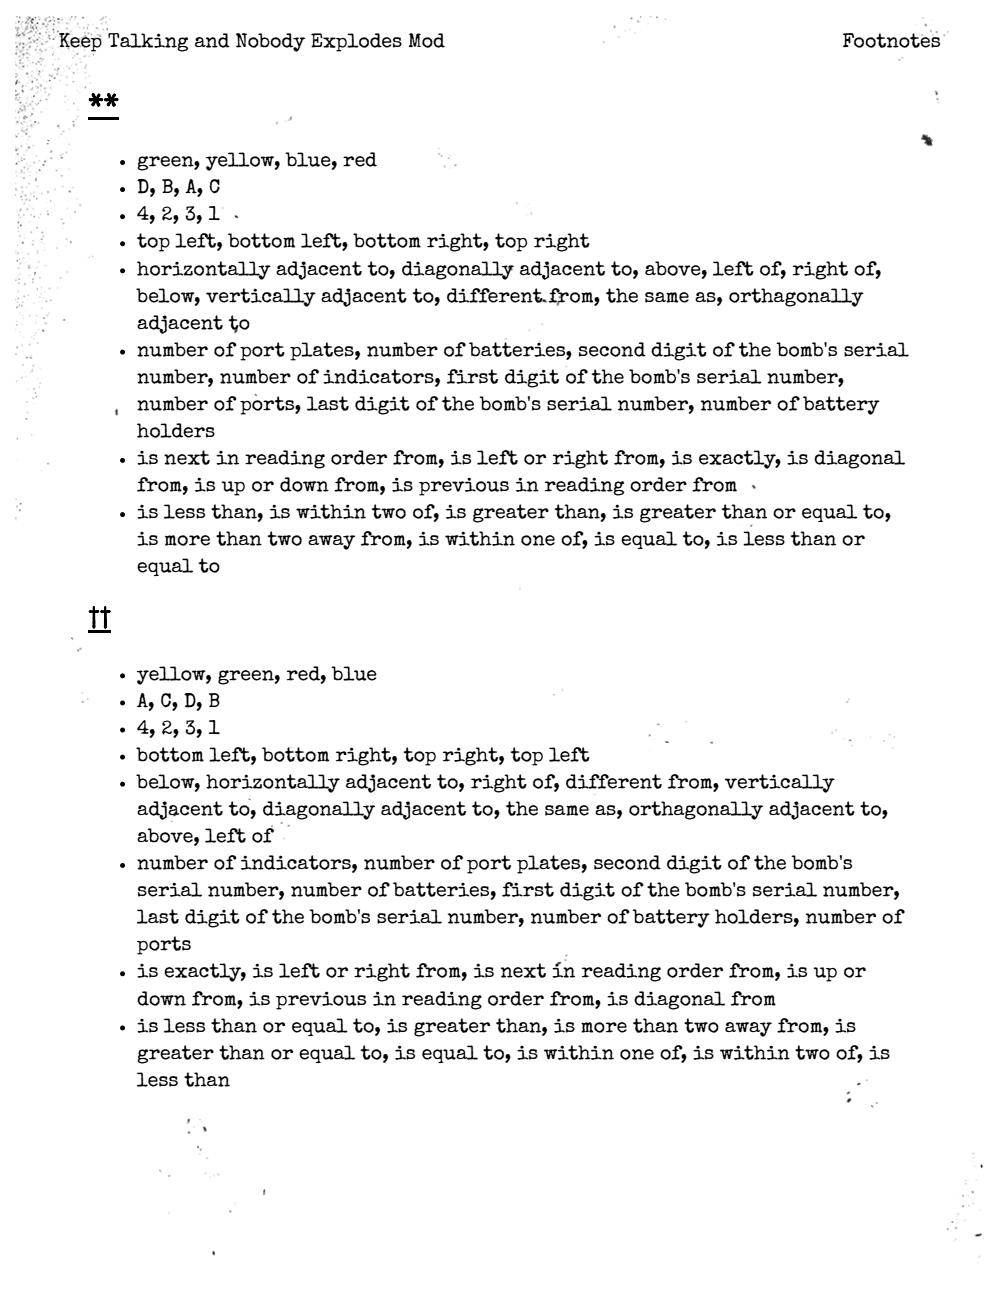 Keep Talking and Nobody Explodes Mod Footnotes
**
• green, yellow, blue, red
• D, B, A, C
• 4, 2, 3, 1
• top left, bottom left, bottom right, top right
• horizontally adjacent to, diagonally adjacent to, above, left of, right of,
below, vertically adjacent to, different from, the same as, orthagonally
adjacent to
• number of port plates, number of batteries, second digit of the bomb's serial
number, number of indicators, first digit of the bomb's serial number,
number of ports, last digit of the bomb's serial number, number of battery
holders
• is next in reading order from, is left or right from, is exactly, is diagonal
from, is up or down from, is previous in reading order from
• is less than, is within two of, is greater than, is greater than or equal to,
is more than two away from, is within one of, is equal to, is less than or
equal to
††
• yellow, green, red, blue
• A, C, D, B
• 4, 2, 3, 1
• bottom left, bottom right, top right, top left
• below, horizontally adjacent to, right of, different from, vertically
adjacent to, diagonally adjacent to, the same as, orthagonally adjacent to,
above, left of
• number of indicators, number of port plates, second digit of the bomb's
serial number, number of batteries, first digit of the bomb's serial number,
last digit of the bomb's serial number, number of battery holders, number of
ports
• is exactly, is left or right from, is next in reading order from, is up or
down from, is previous in reading order from, is diagonal from
• is less than or equal to, is greater than, is more than two away from, is
greater than or equal to, is equal to, is within one of, is within two of, is
less than